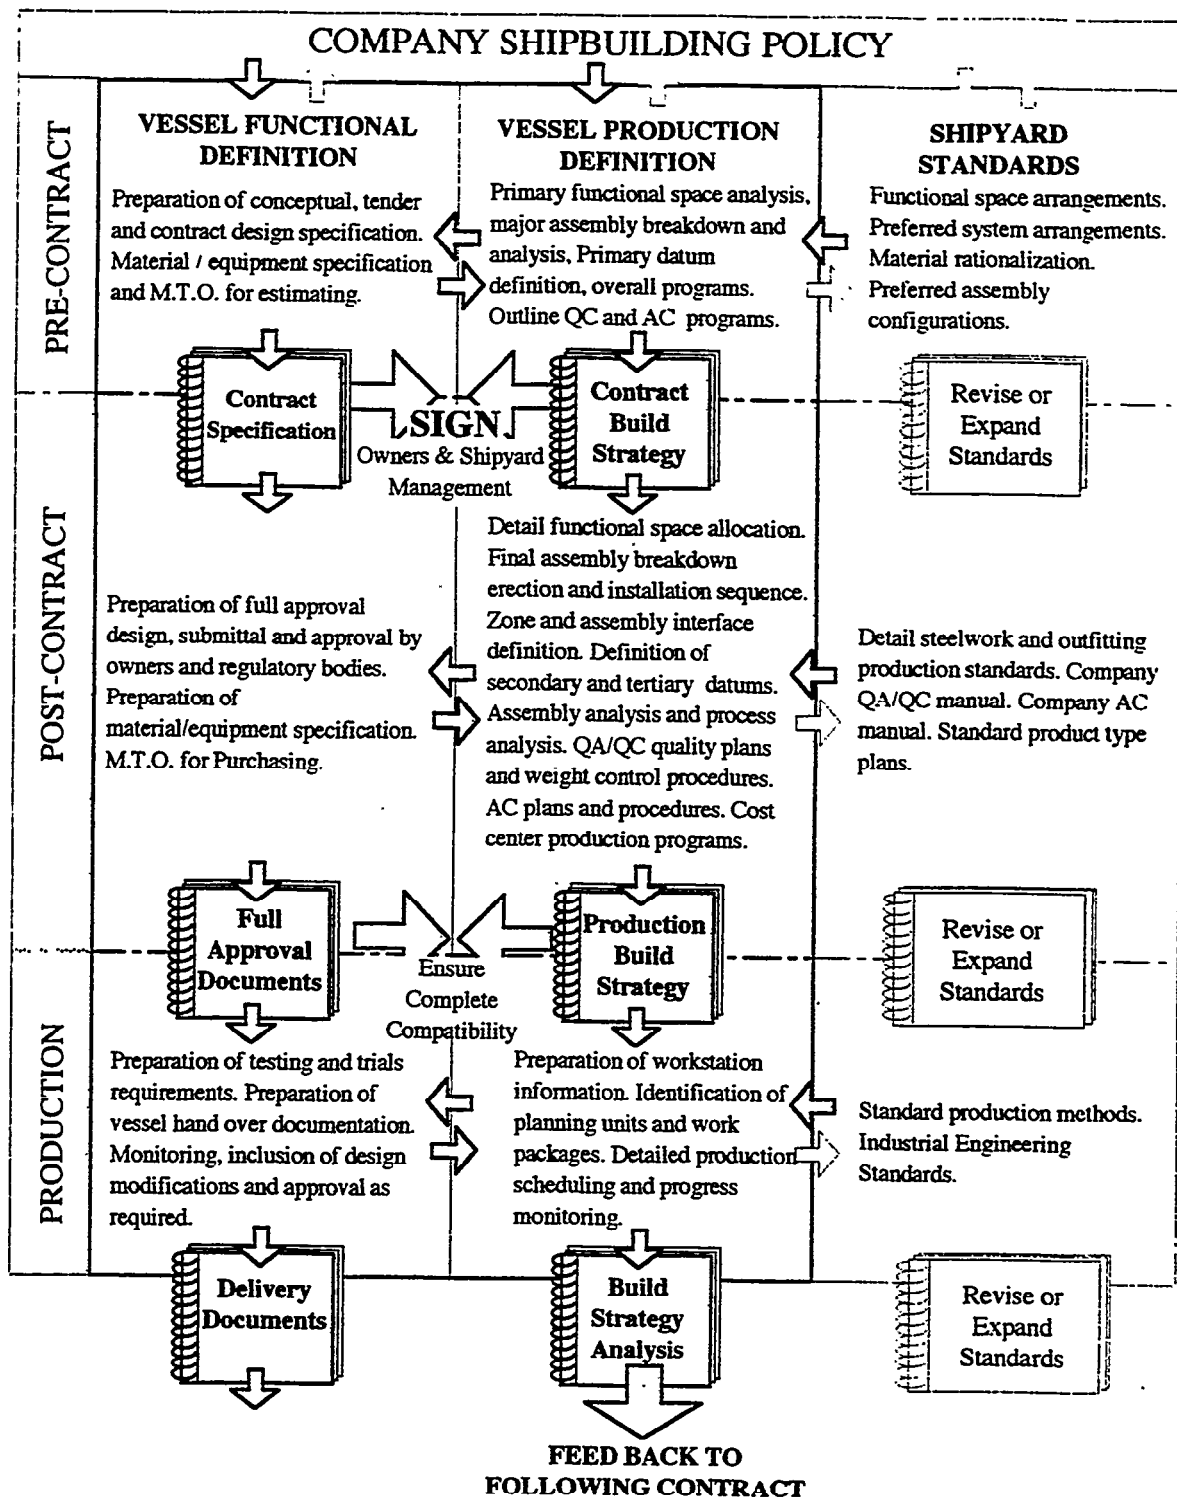 COMPANY SHIPBUILDING POLICY
PRE-CONTRACT
VESSEL FUNCTIONAL
DEFINITION
Preparation of conceptual, tender
and contract design specification.
Material / equipment specification
and M.T.O. for estimating.
VESSEL PRODUCTION
DEFINITION
Primary functional space analysis,
major assembly breakdown and
analysis, Primary datum
definition, overall programs.
Outline QC and AC programs.
SHIPYARD
STANDARDS
Functional space arrangements.
Preferred system arrangements.
Material rationalization.
Preferred assembly
configurations.
Contract
Specification
SIGN
Owners & Shipyard
Management
Contract
Build
Strategy
Revise or
Expand
Standards
POST-CONTRACT
Preparation of full approval
design, submittal and approval by
owners and regulatory bodies.
Preparation of
material/equipment specification.
M.T.O. for Purchasing.
Detail functional space allocation.
Final assembly breakdown
erection and installation sequence.
Zone and assembly interface
definition. Definition of
secondary and tertiary datums.
Assembly analysis and process
analysis. QA/QC quality plans
and weight control procedures.
AC plans and procedures. Cost
center production programs.
Detail steelwork and outfitting
production standards. Company
QA/QC manual. Company AC
manual. Standard product type
plans.
Full
Approval
Documents
Ensure
Complete
Compatibility
Production
Build
Strategy
Revise or
Expand
Standards
PRODUCTION
Preparation of testing and trials
requirements. Preparation of
vessel hand over documentation.
Monitoring, inclusion of design
modifications and approval as
required.
Preparation of workstation
information. Identification of
planning units and work
packages. Detailed production
scheduling and progress
monitoring.
Standard production methods.
Industrial Engineering
Standards.
Delivery
Documents
Build
Strategy
Analysis
Revise or
Expand
Standards
FEED BACK TO
FOLLOWING CONTRACT